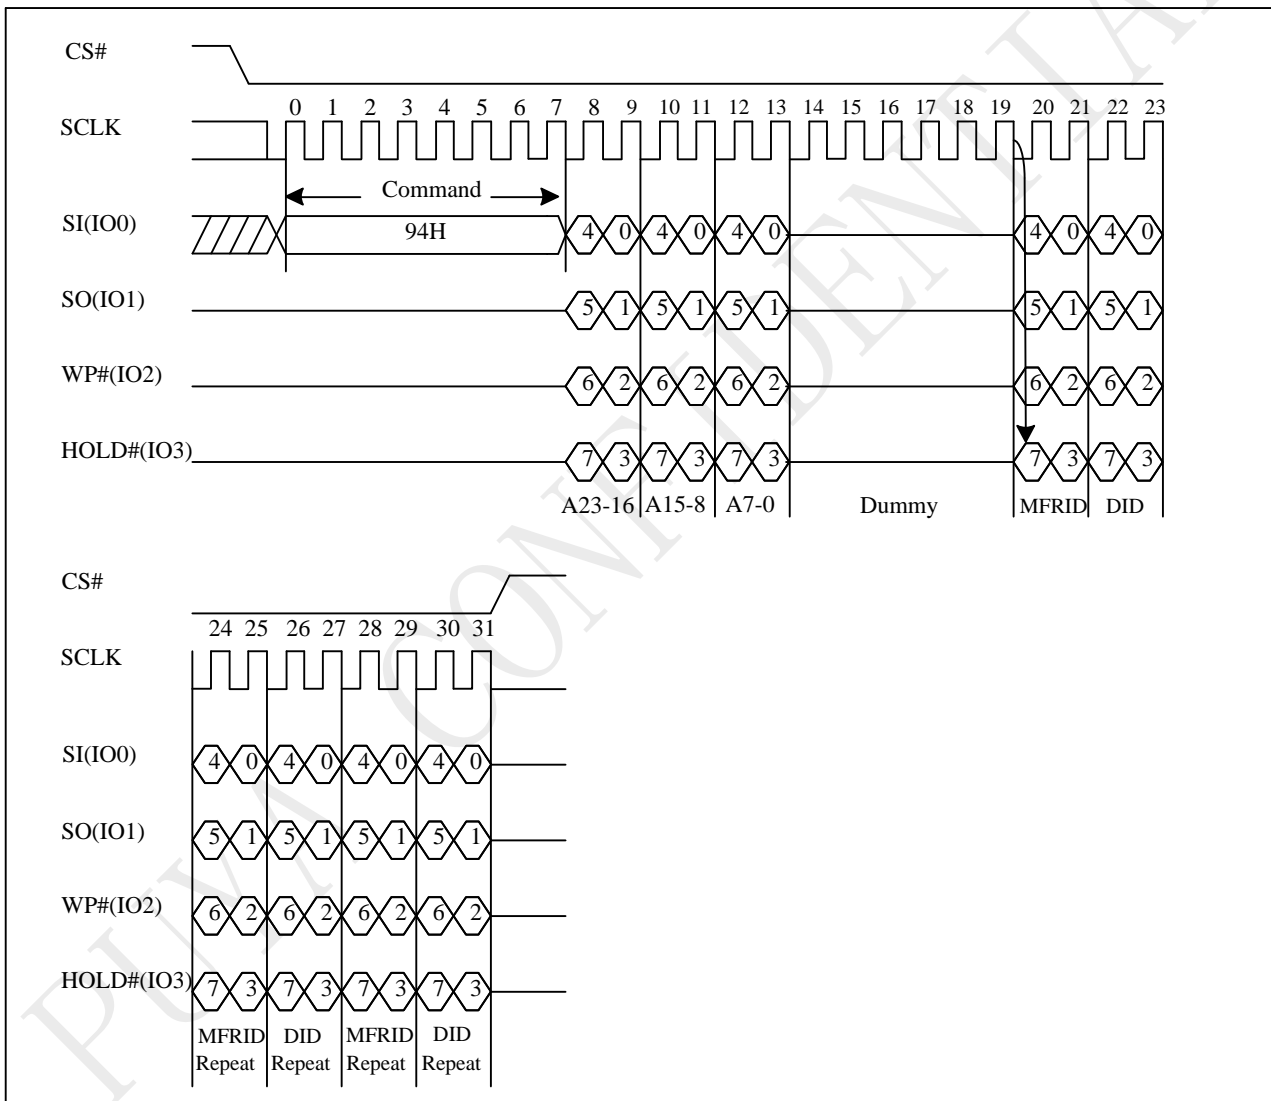 CS#
0 1 2 3 4 5 6 7 8 9 10 11 12 13 14 15 16 17 18 19 20 21 22 23
SCLK
Command
SI(IO0) 94H 4 0 4 0 4 0 4 0 4 0
SO(IO1) 5 1 5 1 5 1 5 1 5 1
WP#(IO2) 6 2 6 2 6 2 6 2 6 2
HOLD#(IO3) 7 3 7 3 7 3 7 3 7 3
A23-16 A15-8 A7-0 Dummy MFRID DID
CS#
24 25 26 27 28 29 30 31
SCLK
SI(IO0) 4 0 4 0 4 0 4 0
SO(IO1) 5 1 5 1 5 1 5 1
WP#(IO2) 6 2 6 2 6 2 6 2
HOLD#(IO3) 7 3 7 3 7 3 7 3
MFRID DID MFRID DID
Repeat Repeat Repeat Repeat
PUYA CONFIDENTIA